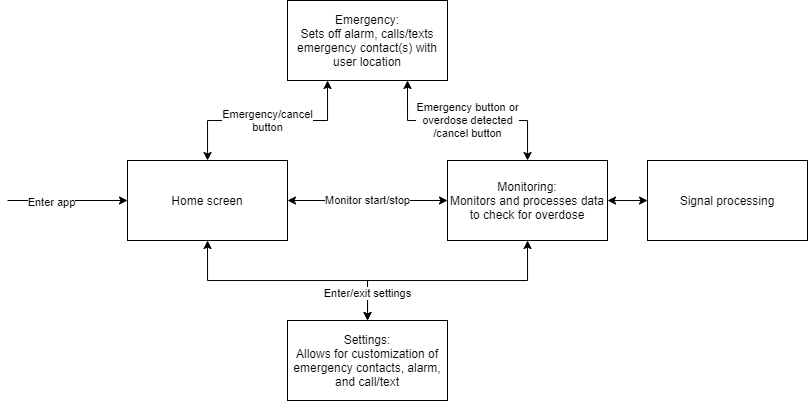 Emergency:
Sets off alarm, calls/texts
emergency contact(s) with
user location
Emergency/cancel
button
Emergency button or
overdose detected
/cancel button
Enter app
Home screen
Monitor start/stop
Monitoring:
Monitors and processes data
to check for overdose
Signal processing
Enter/exit settings
Settings:
Allows for customization of
emergency contacts, alarm,
and call/text